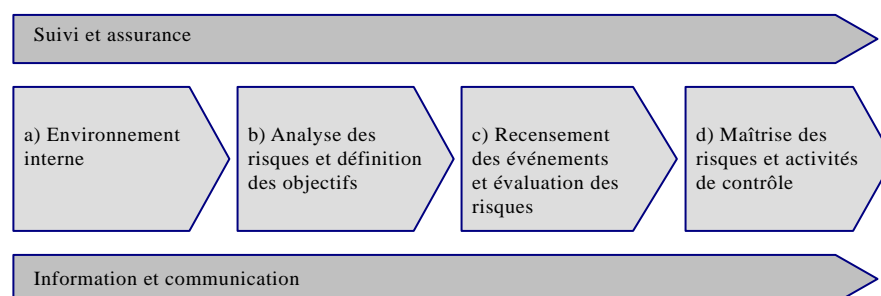 Suivi et assurance
a) Environnement
interne
b) Analyse des
risques et définition
des objectifs
c) Recensement
des événements
et évaluation des
risques
d) Maîtrise des
risques et activités
de contrôle
Information et communication